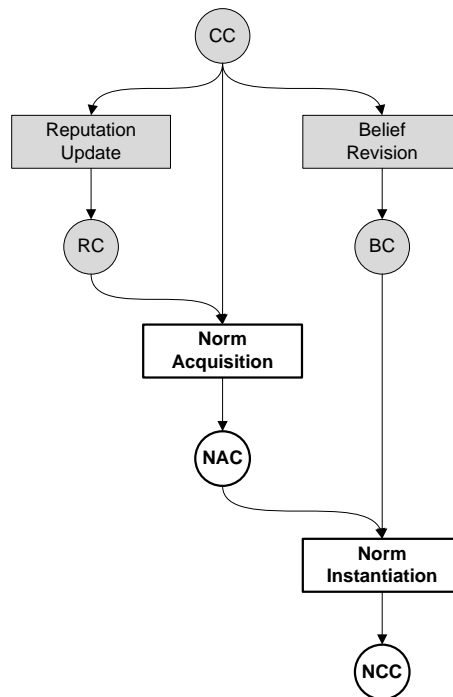 CC
Reputation
Update
Belief
Revision
RC
BC
Norm
Acquisition
NAC
Norm
Instantiation
NCC